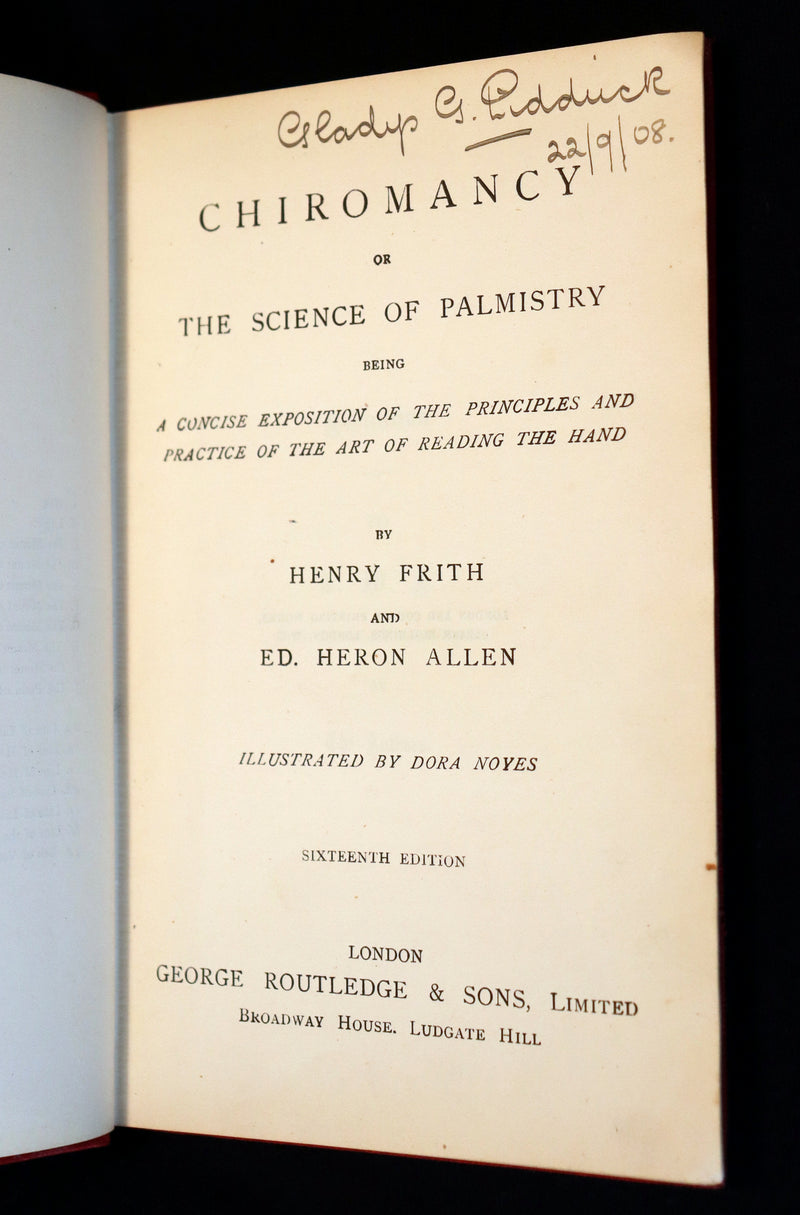 Gladys G. Pidduck
22/9/08.
CHIROMANCY
OR
THE SCIENCE OF PALMISTRY
BEING
A CONCISE EXPOSITION OF THE PRINCIPLES AND
PRACTICE OF THE ART OF READING THE HAND
BY
HENRY FRITH
AND
ED. HERON ALLEN
ILLUSTRATED BY DORA NOYES
SIXTEENTH EDITION
LONDON
GEORGE ROUTLEDGE & SONS, LIMITED
BROADWAY HOUSE. LUDGATE HILL